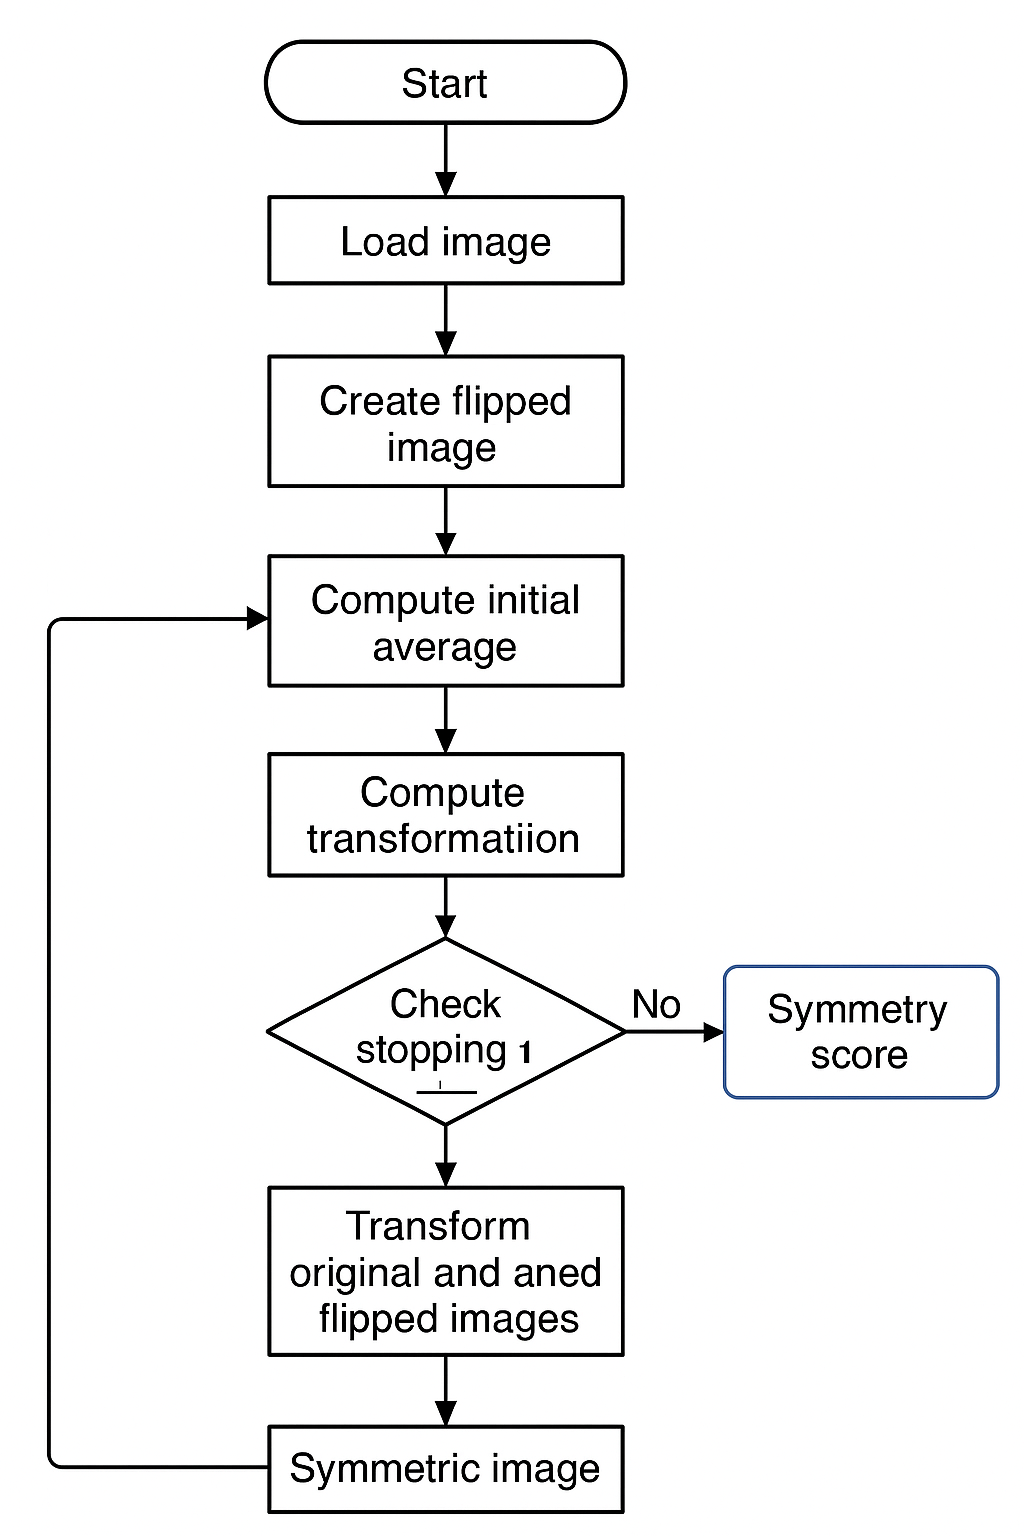 Start
Load image
Create flipped
image
Compute initial
average
Compute
transformatiion
Check
stopping 1
No
Symmetry
score
Transform
original and aned
flipped images
Symmetric image